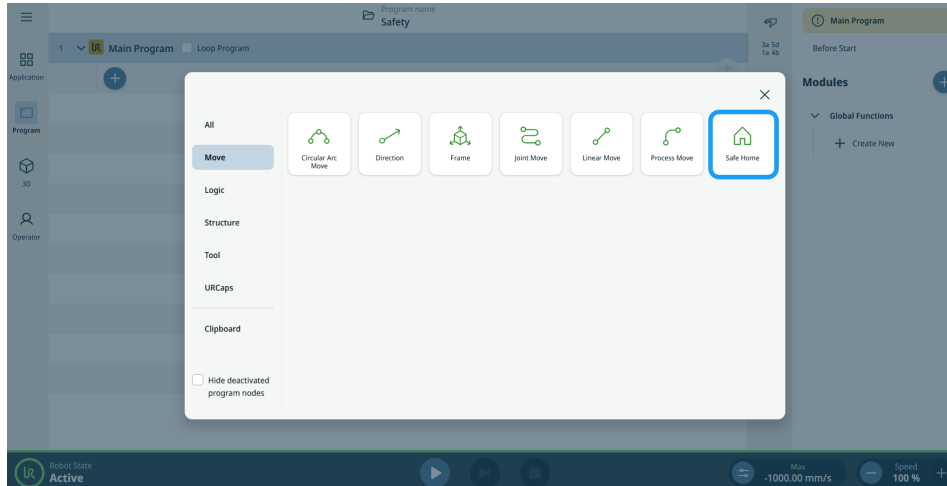 Program name
Safety
Main Program
3a 5d
1a 4b
1
UR
Main Program
Loop Program
Before Start
Application
Modules
Program
Global Functions
Create New
3D
Operator
All
Move
Logic
Structure
Tool
URCaps
Clipboard
Hide deactivated
program nodes
Circular Arc
Move
Direction
Frame
Joint Move
Linear Move
Process Move
Safe Home
UR
Robot State
Active
Max
-1000.00 mm/s
Speed
100 %